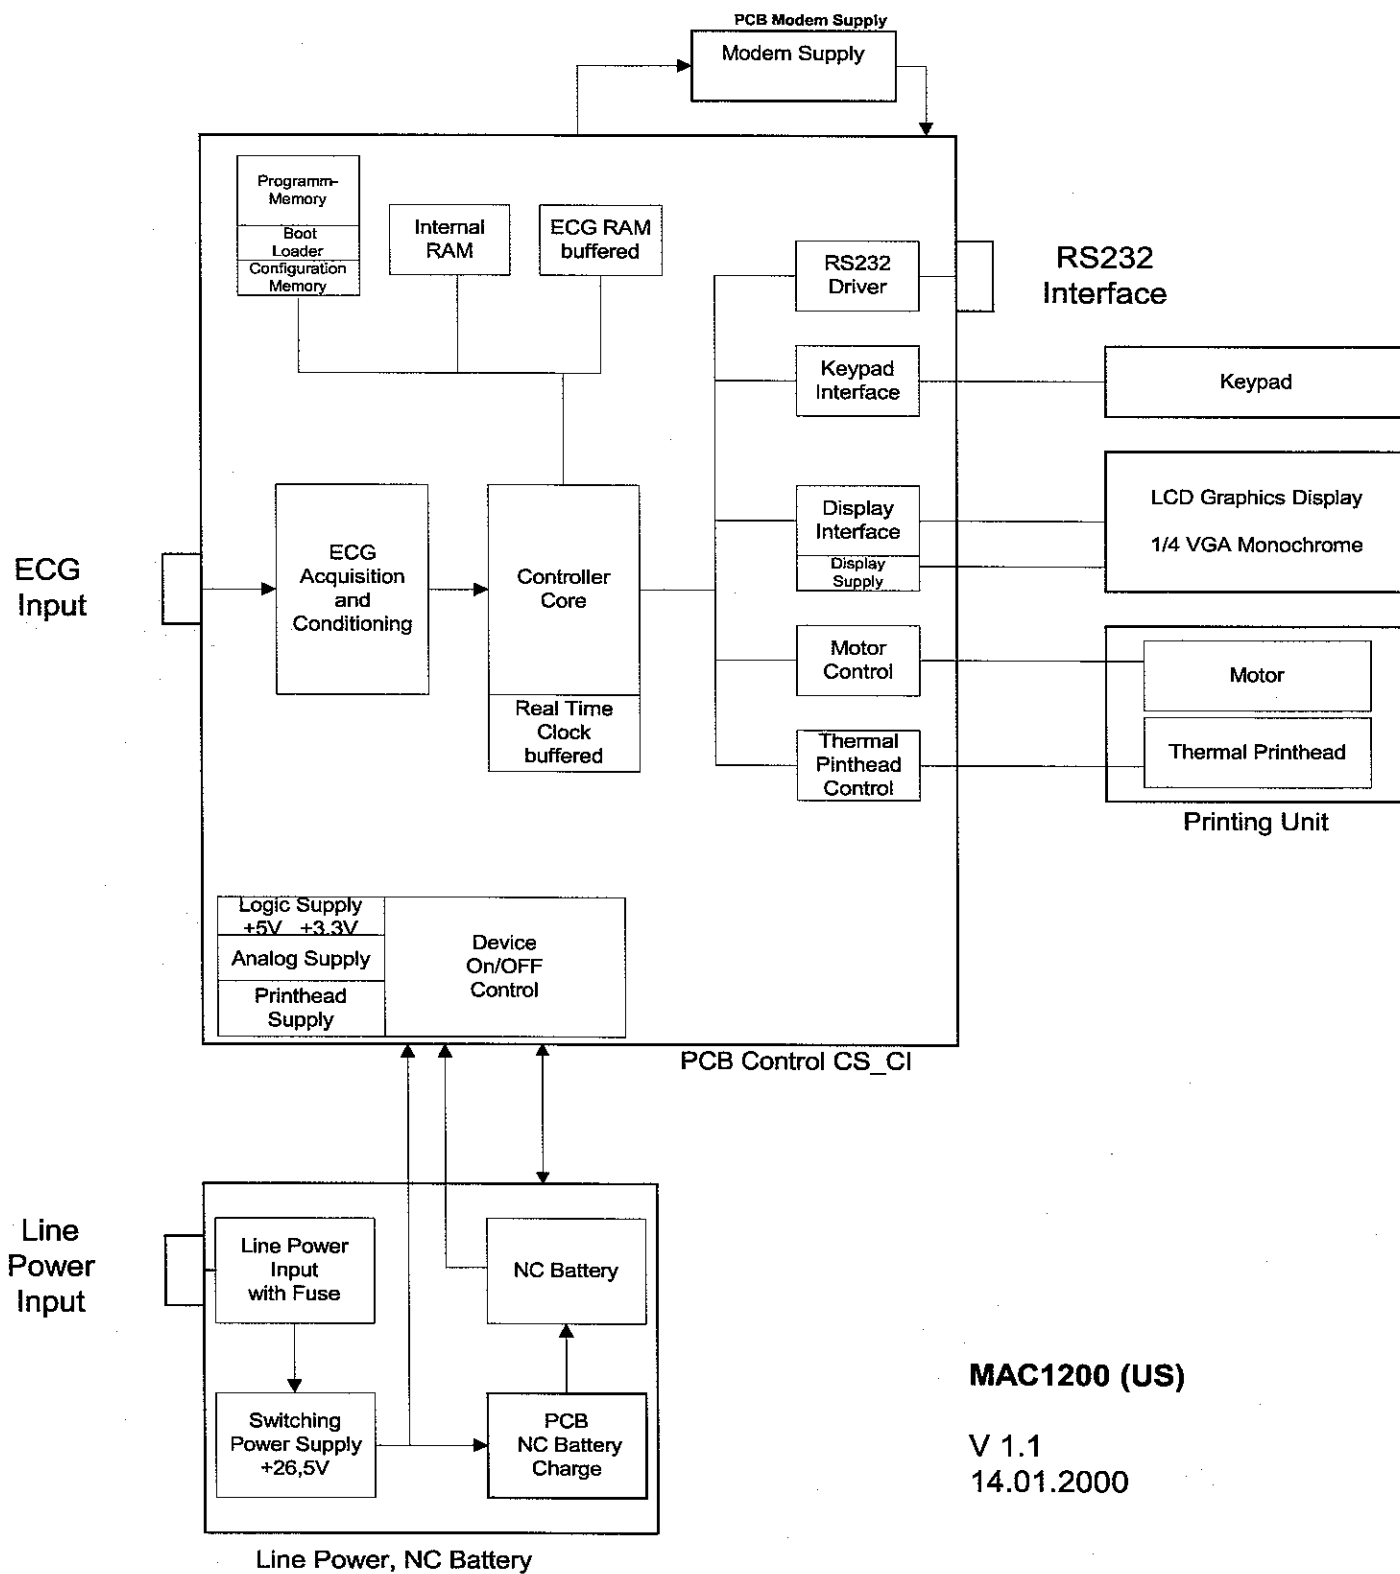 PCB Modem Supply
Modem Supply
Programm-
Memory
Boot
Loader
Configuration
Memory
Internal
RAM
ECG RAM
buffered
RS232
Driver
RS232
Interface
Keypad
Interface
Keypad
ECG
Input
ECG
Acquisition
and
Conditioning
Controller
Core
Real Time
Clock
buffered
Display
Interface
Display
Supply
LCD Graphics Display
1/4 VGA Monochrome
Motor
Control
Motor
Thermal
Pinthead
Control
Thermal Printhead
Printing Unit
Logic Supply
+5V +3.3V
Analog Supply
Printhead
Supply
Device
On/OFF
Control
PCB Control CS_CI
Line
Power
Input
Line Power
Input
with Fuse
NC Battery
Switching
Power Supply
+26,5V
PCB
NC Battery
Charge
Line Power, NC Battery
MAC1200 (US)
V 1.1
14.01.2000